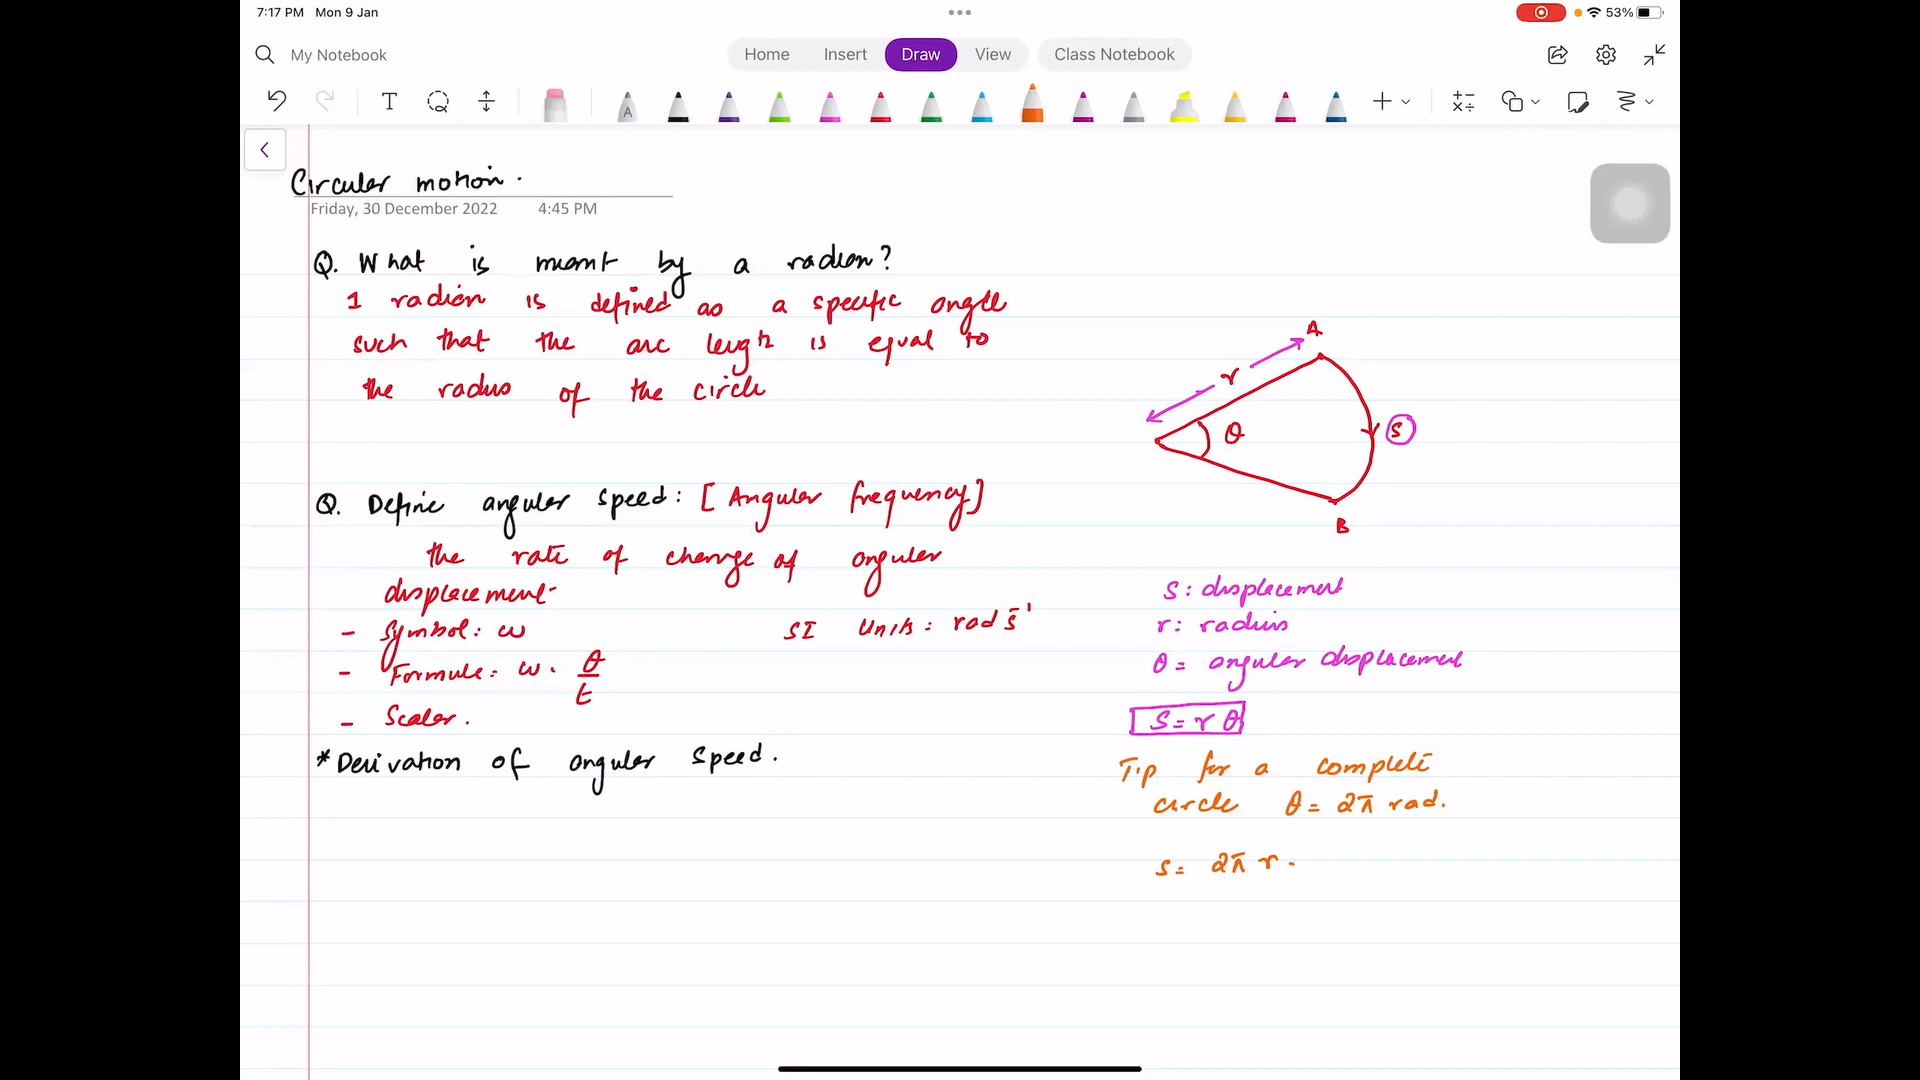 7:17 PM Mon 9 Jan
53%
My Notebook
Home Insert Draw View Class Notebook
T
A
Circular motion.
Friday, 30 December 2022 4:45 PM
Q. What is meant by a radian?
1 radian is defined as a specific angle
such that the arc length is equal to
the radius of the circle
Q. Define angular speed: [Angular frequency]
the rate of change of angular
displacement
- Symbol: ω SI Units: rad s⁻¹
- Formula: ω = θ/t
- Scalar.
*Derivation of angular speed.
A
r
θ
S
B
S: displacement
r: radius
θ = angular displacement
S = r θ
Tip for a complete
circle θ = 2π rad.
S = 2π r.